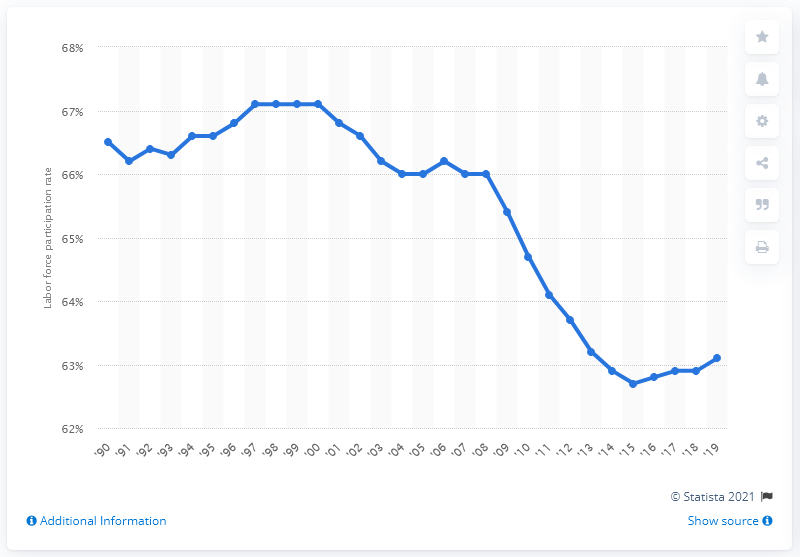 68%
67%
66%
65%
64%
63%
62%
Labor force participation rate
'90 '91 '92 '93 '94 '95 '96 '97 '98 '99 '00 '01 '02 '03 '04 '05 '06 '07 '08 '09 '10 '11 '12 '13 '14 '15 '16 '17 '18 '19
© Statista 2021
Additional Information
Show source